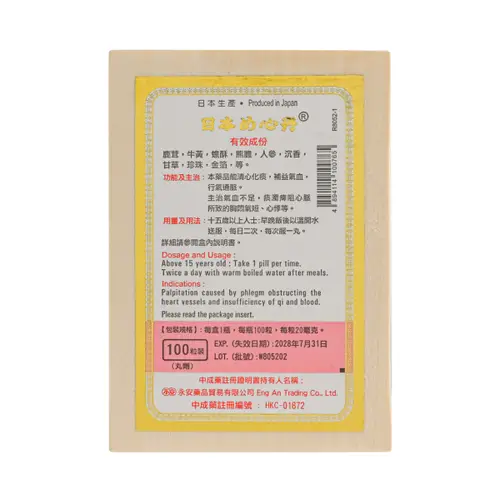 日本生產 • Produced in Japan
R8052-1
日本救心丹®
有效成份
鹿茸，牛黃，蟾酥，熊膽，人參，沉香，
甘草，珍珠，金箔，等。
功能及主治：本藥品能清心化痰，補益氣血，
行氣通脈。
主治氣血不足，痰濁痺阻心脈
所致的胸悶氣短、心悸等。
用量及用法：十五歲以上人士：早晚飯後以溫開水
送服，每日二次，每次服一丸。
詳細請參閱盒內說明書。
Dosage and Usage :
Above 15 years old : Take 1 pill per time.
Twice a day with warm boiled water after meals.
Indications :
Palpitation caused by phlegm obstructing the
heart vessels and insufficiency of qi and blood.
Please read the package insert.
【包裝規格】：每盒1瓶，每瓶100粒，每粒20毫克。
100粒裝
(丸劑)
EXP. (失效日期)：2028年7月31日
LOT. (批號)：W805202
中成藥註冊證明書持有人名稱：
永安藥品貿易有限公司 Eng An Trading Co., Ltd.
中成藥註冊編號 : HKC-01872